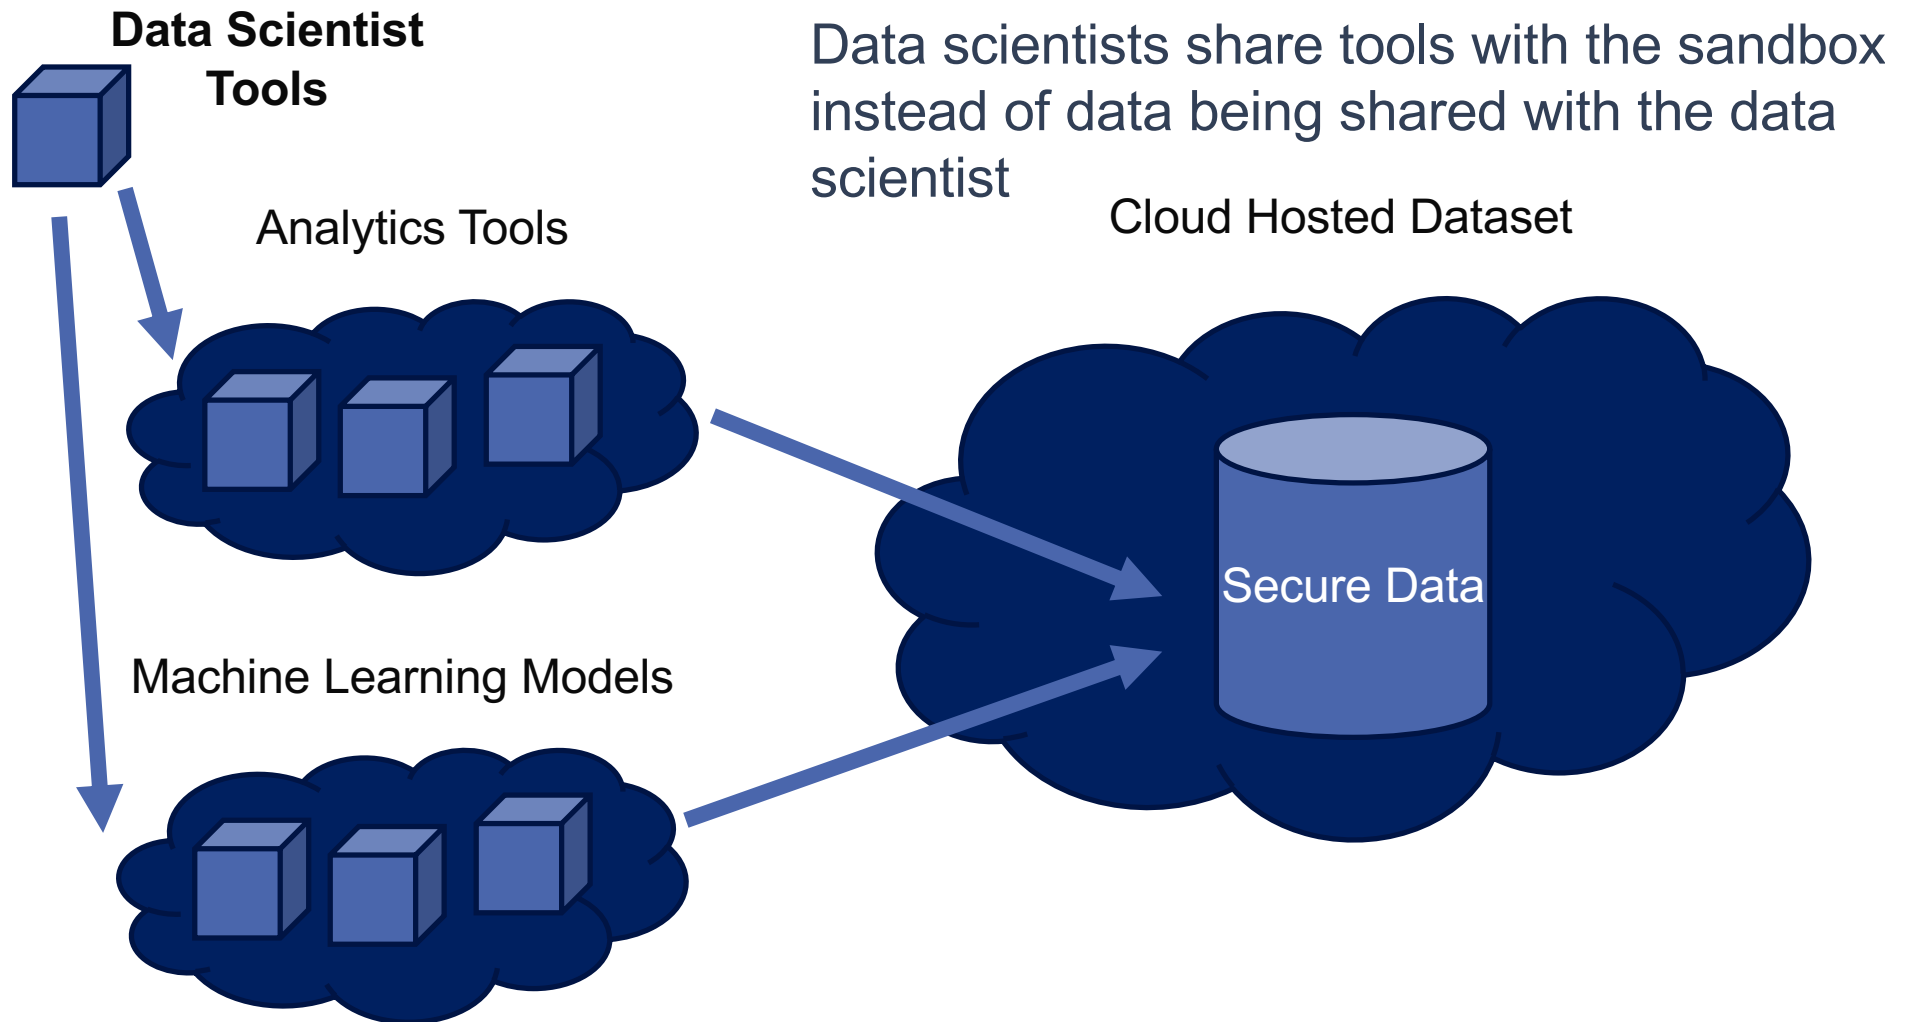 Data Scientist
Tools
Data scientists share tools with the sandbox
instead of data being shared with the data
scientist
Analytics Tools
Cloud Hosted Dataset
Secure Data
Machine Learning Models